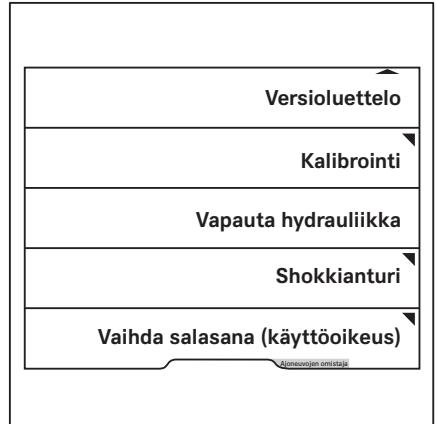 Versioluettelo
Kalibrointi
Vapauta hydrauliikka
Shokkianturi
Vaihda salasana (käyttöoikeus)
Ajoneuvojen omistaja